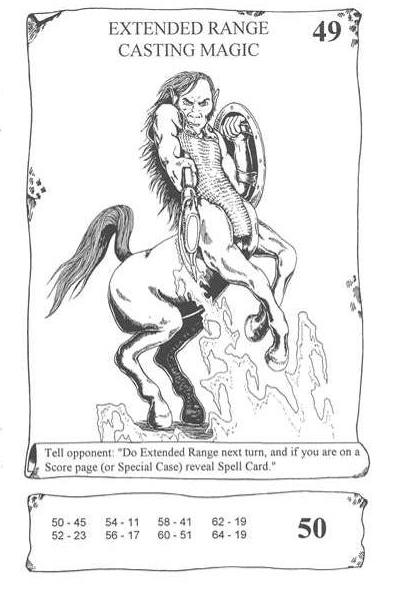 EXTENDED RANGE
CASTING MAGIC
49
Tell opponent: "Do Extended Range next turn, and if you are on a
Score page (or Special Case) reveal Spell Card."
50 - 45 54 - 11 58 - 41 62 - 19
52 - 23 56 - 17 60 - 51 64 - 19
50